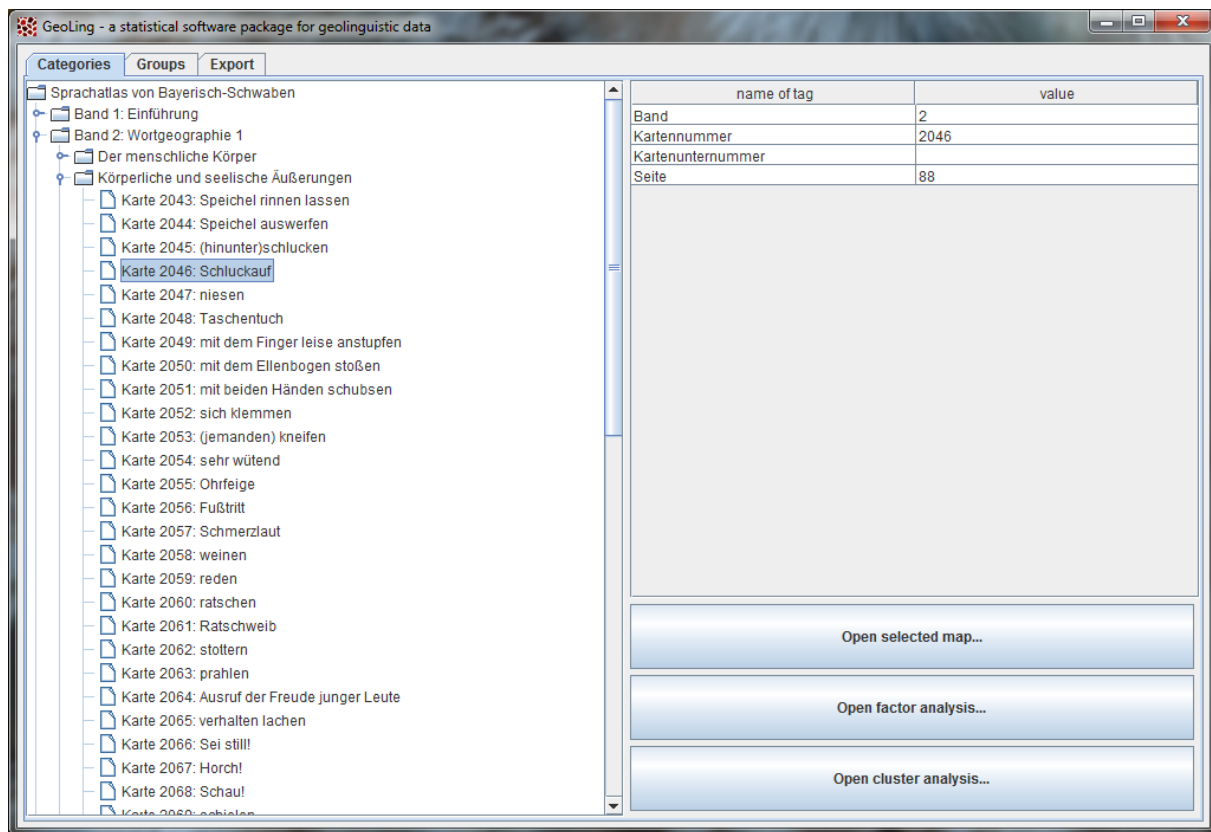 GeoLing - a statistical software package for geolinguistic data
Categories Groups Export
Sprachatlas von Bayerisch-Schwaben
Band 1: Einführung
Band 2: Wortgeographie 1
Der menschliche Körper
Körperliche und seelische Äußerungen
Karte 2043: Speichel rinnen lassen
Karte 2044: Speichel auswerfen
Karte 2045: (hinunter)schlucken
Karte 2046: Schluckauf
Karte 2047: niesen
Karte 2048: Taschentuch
Karte 2049: mit dem Finger leise anstupfen
Karte 2050: mit dem Ellenbogen stoßen
Karte 2051: mit beiden Händen schubsen
Karte 2052: sich klemmen
Karte 2053: (jemanden) kneifen
Karte 2054: sehr wütend
Karte 2055: Ohrfeige
Karte 2056: Fußtritt
Karte 2057: Schmerzlaut
Karte 2058: weinen
Karte 2059: reden
Karte 2060: ratschen
Karte 2061: Ratschweib
Karte 2062: stottern
Karte 2063: prahlen
Karte 2064: Ausruf der Freude junger Leute
Karte 2065: verhalten lachen
Karte 2066: Sei still!
Karte 2067: Horch!
Karte 2068: Schau!
Karte 2069: schielen
name of tag value
Band 2
Kartennummer 2046
Kartenunternummer
Seite 88
Open selected map...
Open factor analysis...
Open cluster analysis...